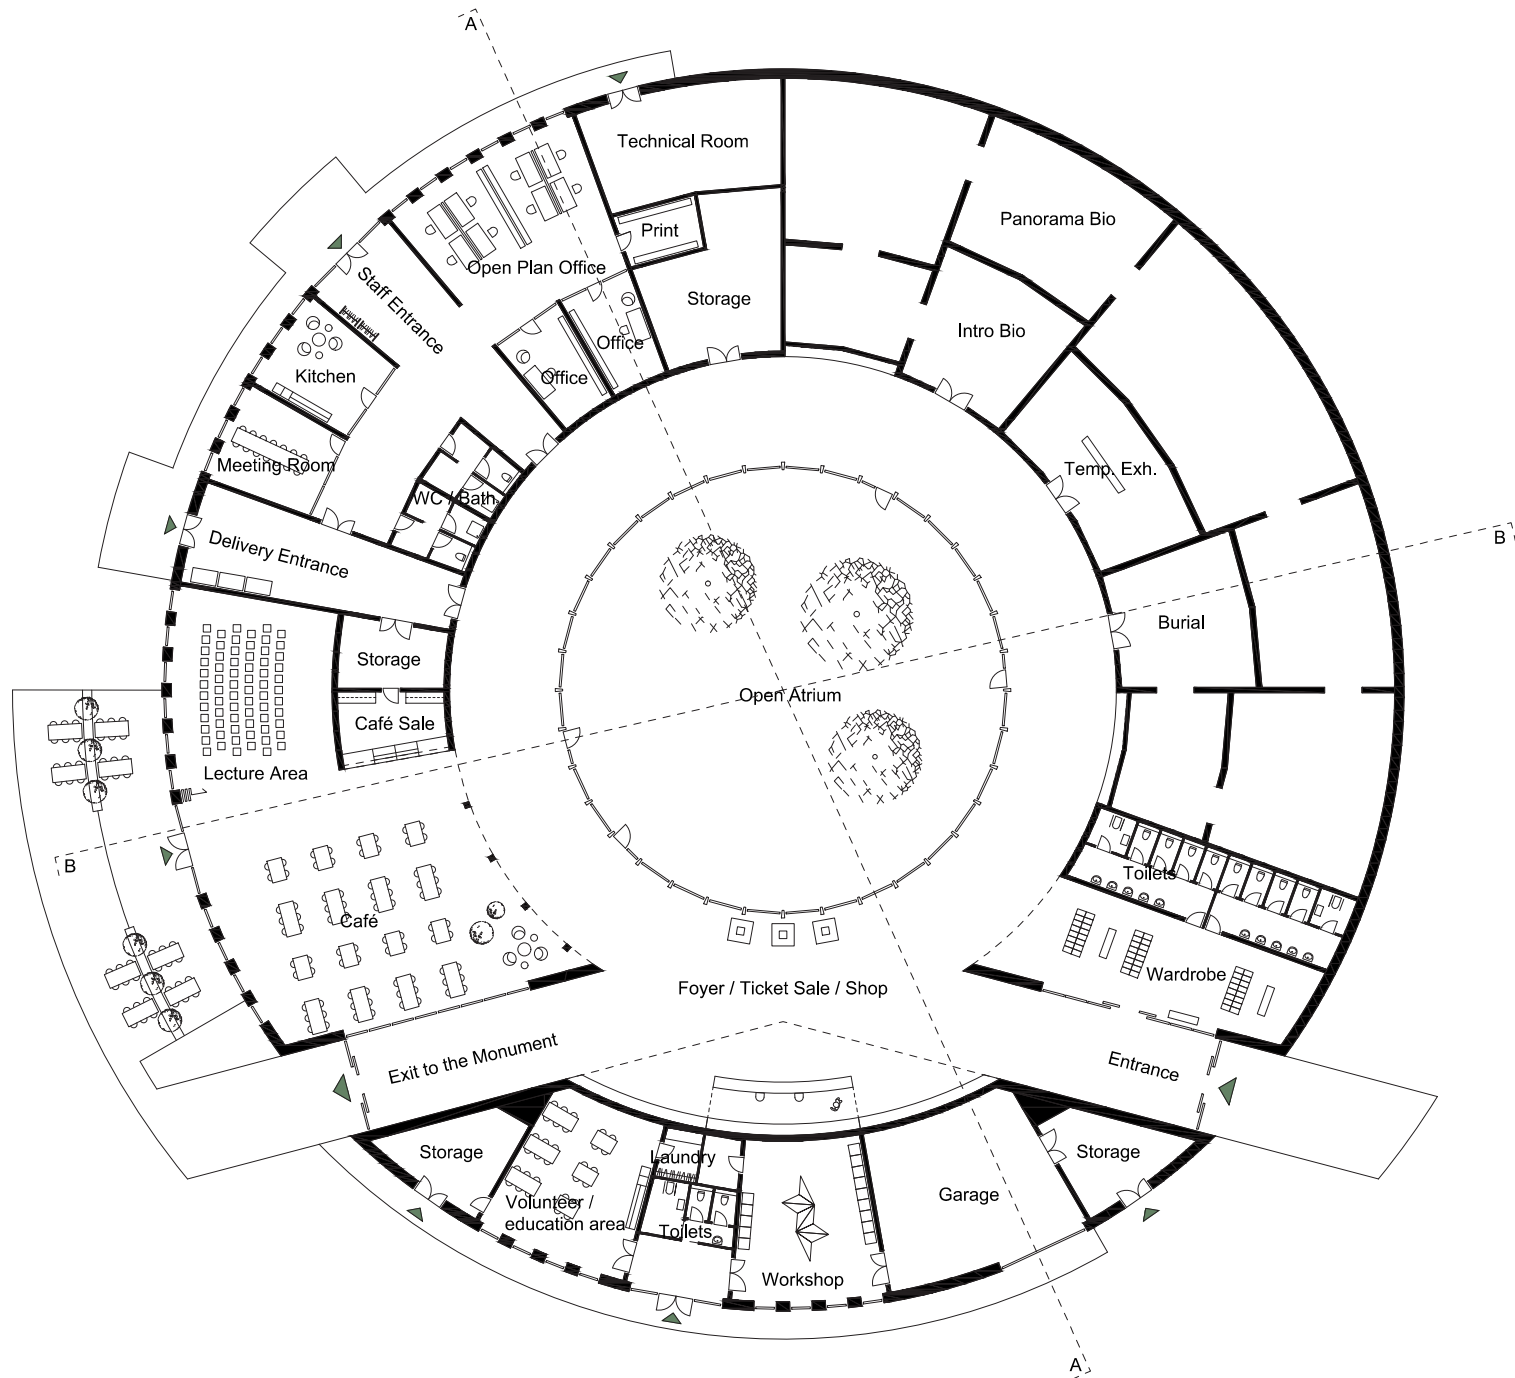 A
Technical Room
Panorama Bio
Print
Open Plan Office
Staff Entrance
Storage
Intro Bio
Office
Office
Kitchen
Meeting Room
Temp. Exh.
WC / Bath
B
Delivery Entrance
Burial
Storage
Open Atrium
Café Sale
Lecture Area
B
Toilets
Café
Wardrobe
Foyer / Ticket Sale / Shop
Exit to the Monument
Entrance
Storage
Laundry
Storage
Garage
Volunteer /
education area
Toilets
Workshop
A